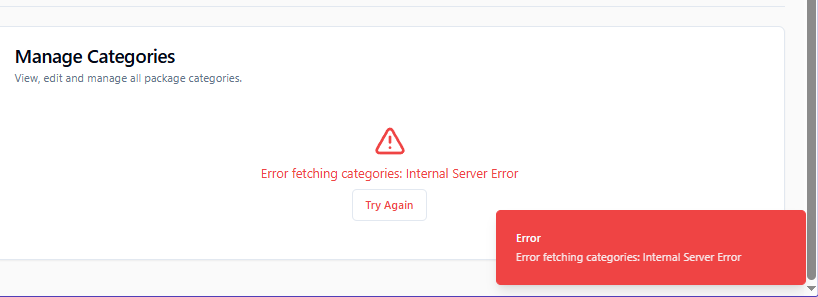 Manage Categories
View, edit and manage all package categories.
Error fetching categories: Internal Server Error
Try Again
Error
Error fetching categories: Internal Server Error